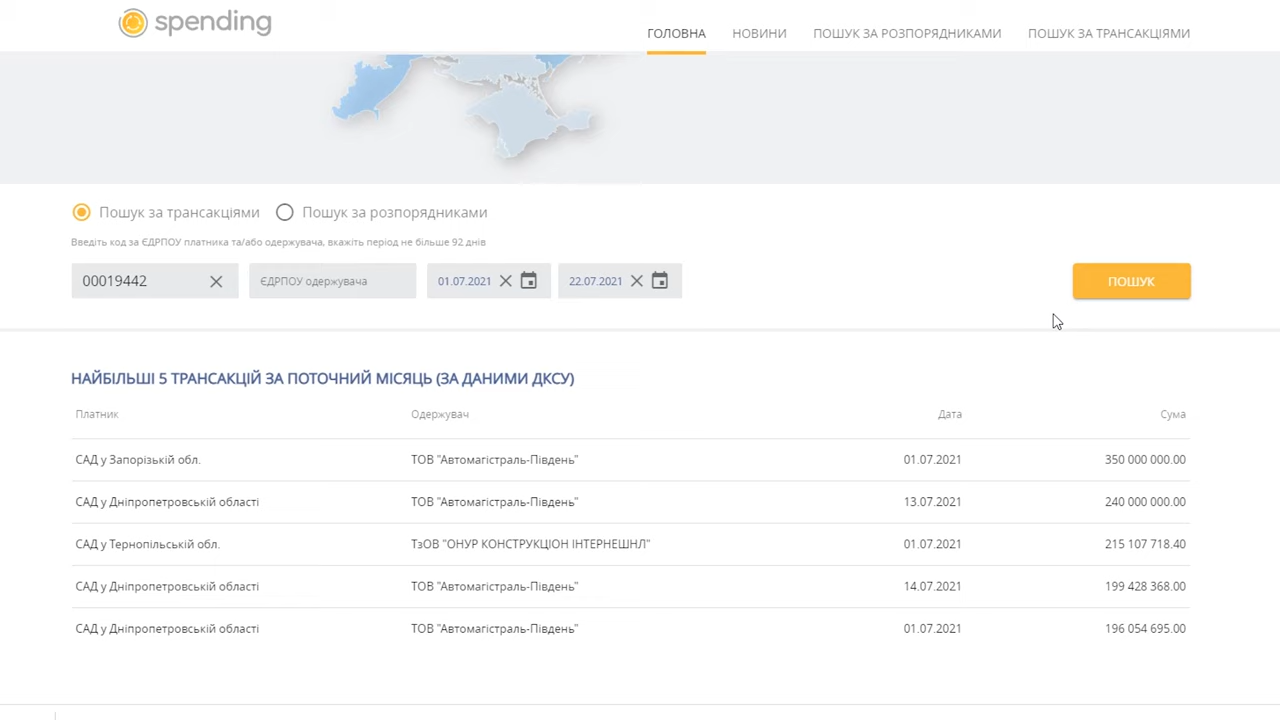 spending
ГОЛОВНА НОВИНИ ПОШУК ЗА РОЗПОРЯДНИКАМИ ПОШУК ЗА ТРАНСАКЦІЯМИ
Пошук за трансакціями Пошук за розпорядниками
Введіть код за ЄДРПОУ платника та/або одержувача, вкажіть період не більше 92 днів
00019442 ЄДРПОУ одержувача 01.07.2021 22.07.2021 ПОШУК
НАЙБІЛЬШІ 5 ТРАНСАКЦІЙ ЗА ПОТОЧНИЙ МІСЯЦЬ (ЗА ДАНИМИ ДКСУ)
Платник Одержувач Дата Сума
САД у Запорізькій обл. ТОВ "Автомагістраль-Південь" 01.07.2021 350 000 000.00
САД у Дніпропетровській області ТОВ "Автомагістраль-Південь" 13.07.2021 240 000 000.00
САД у Тернопільській обл. ТзОВ "ОНУР КОНСТРУКЦІОН ІНТЕРНЕШНЛ" 01.07.2021 215 107 718.40
САД у Дніпропетровській області ТОВ "Автомагістраль-Південь" 14.07.2021 199 428 368.00
САД у Дніпропетровській області ТОВ "Автомагістраль-Південь" 01.07.2021 196 054 695.00